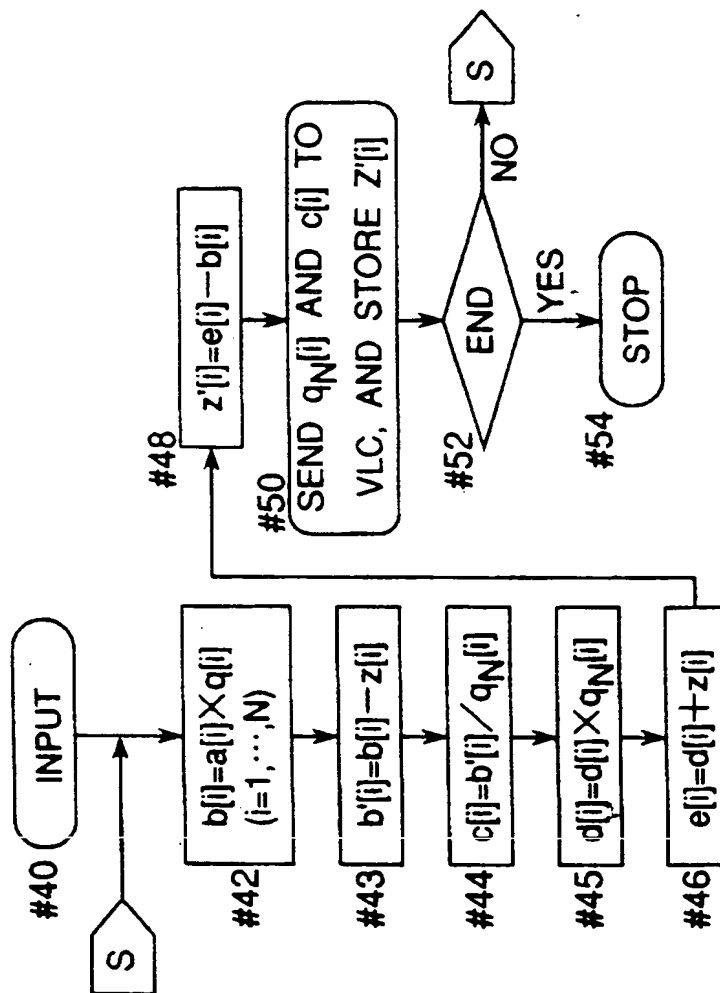 #40
INPUT
S
#42
b[i]=a[i]×q[i]
(i=1,···,N)
#43
b'[i]=b[i]−z[i]
#44
c[i]=b'[i]/qN[i]
#45
d[i]=d[i]×qN[i]
#46
e[i]=d[i]+z[i]
#48
z'[i]=e[i]−b[i]
#50
SEND qN[i] AND c[i] TO
VLC, AND STORE Z'[i]
#52
END
NO
S
YES
#54
STOP